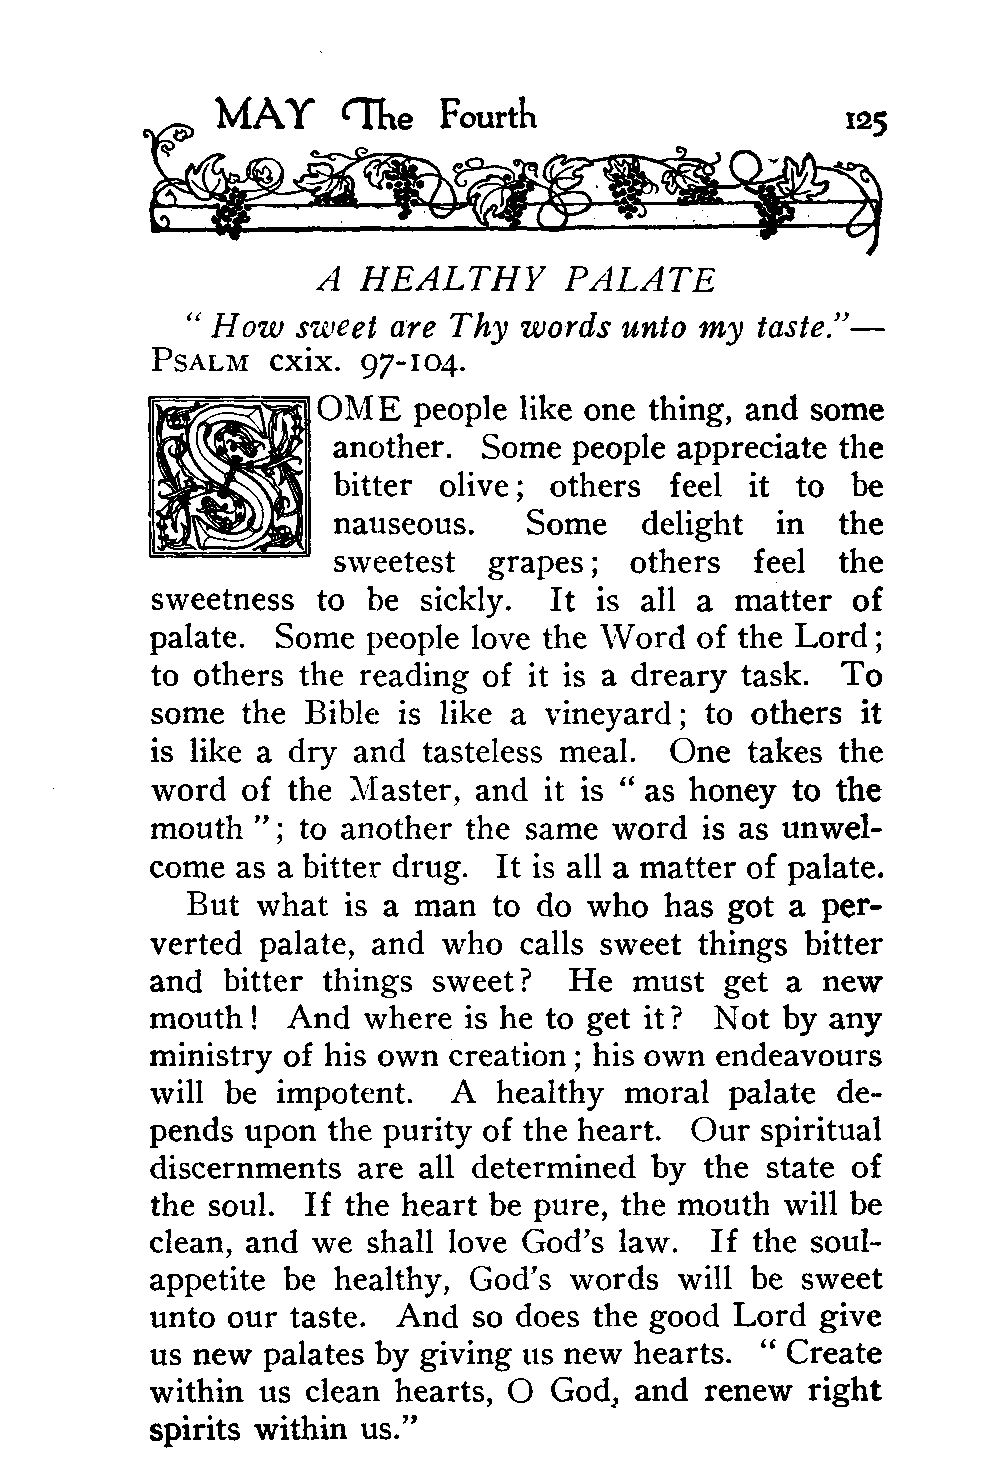 MAY The Fourth 125
A HEALTHY PALATE
“ How sweet are Thy words unto my taste.”—
PSALM cxix. 97-104.
SOME people like one thing, and some
another. Some people appreciate the
bitter olive; others feel it to be
nauseous. Some delight in the
sweetest grapes; others feel the
sweetness to be sickly. It is all a matter of
palate. Some people love the Word of the Lord;
to others the reading of it is a dreary task. To
some the Bible is like a vineyard; to others it
is like a dry and tasteless meal. One takes the
word of the Master, and it is “ as honey to the
mouth ”; to another the same word is as unwel-
come as a bitter drug. It is all a matter of palate.
But what is a man to do who has got a per-
verted palate, and who calls sweet things bitter
and bitter things sweet? He must get a new
mouth! And where is he to get it? Not by any
ministry of his own creation; his own endeavours
will be impotent. A healthy moral palate de-
pends upon the purity of the heart. Our spiritual
discernments are all determined by the state of
the soul. If the heart be pure, the mouth will be
clean, and we shall love God’s law. If the soul-
appetite be healthy, God’s words will be sweet
unto our taste. And so does the good Lord give
us new palates by giving us new hearts. “ Create
within us clean hearts, O God, and renew right
spirits within us.”